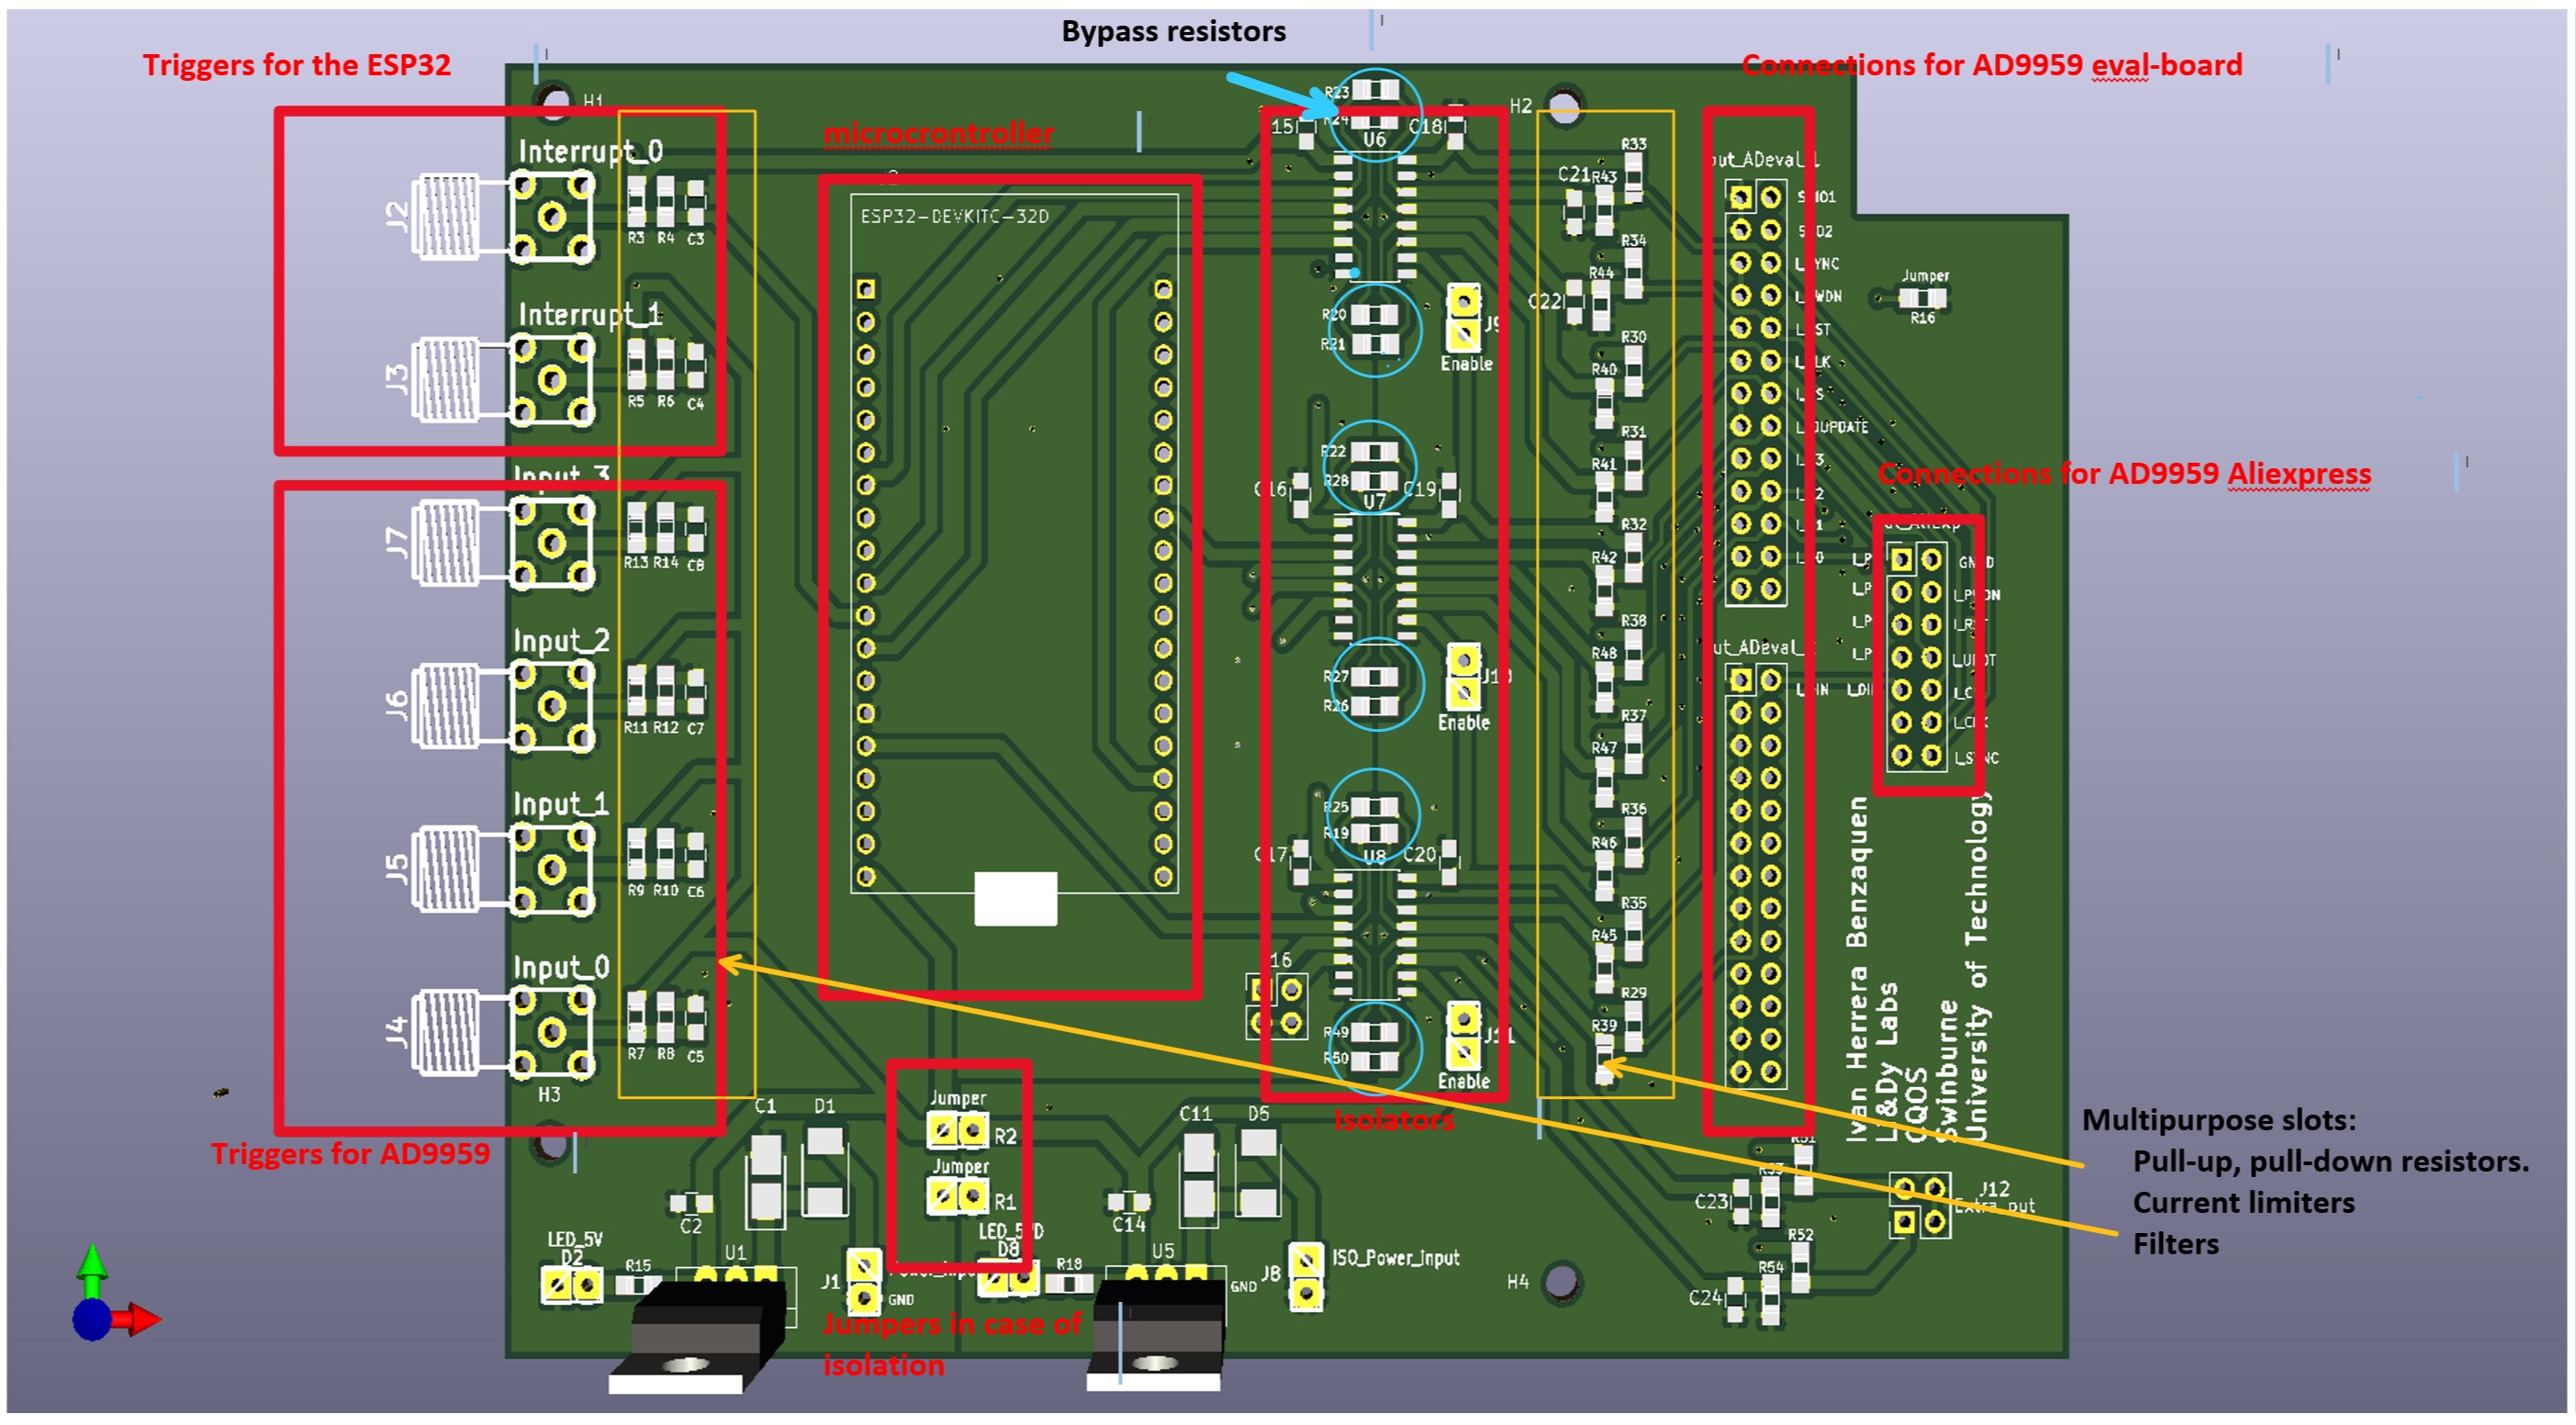 Bypass resistors
Triggers for the ESP32
Connections for AD9959 eval-board
H1
microcrontroller
R23
R24
15
U6
C18
H2
Interrupt_0
J2
R3 R4 C3
ESP32-DEVKITC-32D
R33
C21
R43
R34
R44
C22
SDIO1
Jumper
R16
Interrupt_1
J3
R5 R6 C4
R20
R21
J9
Enable
R30
R40
R31
R41
Connections for AD9959 Aliexpress
Input_3
J7
R13 R14 C8
R22
R28
C16
U7
C19
R32
R42
R38
R48
GND
L_PWDN
L_RST
Input_2
J6
R11 R12 C7
R27
R26
J10
Enable
R37
R47
L_SYNC
Input_1
J5
R9 R10 C6
R25
R19
C17
U8
C20
R36
R46
R35
R45
Input_0
J4
R7 R8 C5
16
R49
R50
J11
Enable
R29
R39
Ivan Herrera Benzaquen
Li&Dy Labs
CQOS
Swinburne
University of Technology
H3
Triggers for AD9959
C1
D1
Jumper
R2
Jumper
R1
C11
D5
Isolators
R51
R53
C23
J12
Multipurpose slots:
Pull-up, pull-down resistors.
Current limiters
Filters
C2
LED_5V
D2
R15
U1
J1
GND
D8
R18
C14
U5
GND
J8
ISO_Power_input
H4
R52
R54
C24
Jumpers in case of
isolation